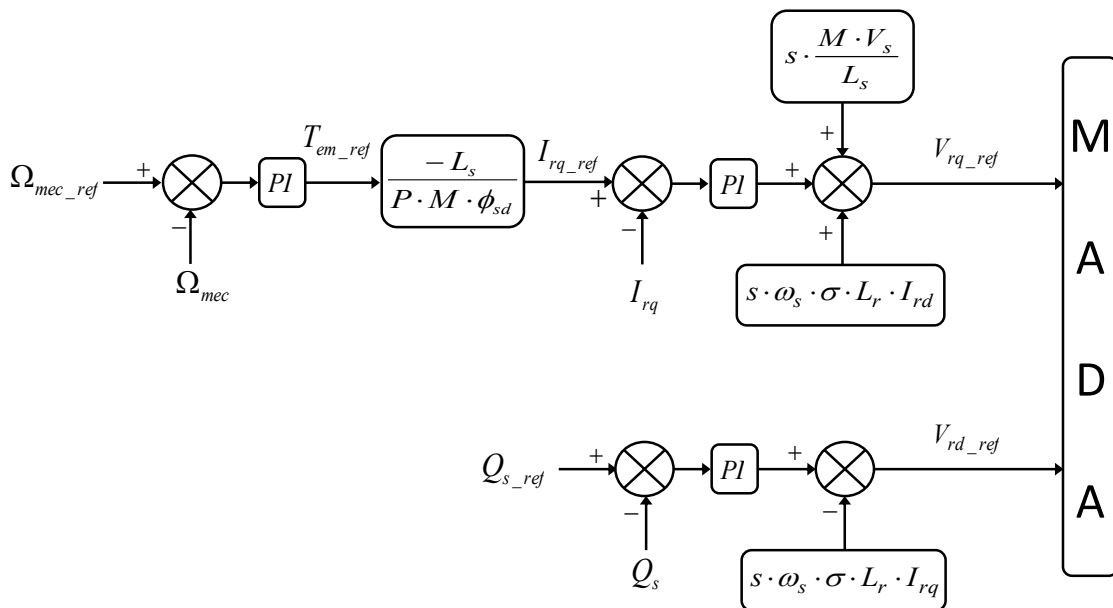 s · M · V_s / L_s
+
Ω_mec_ref
+
PI
T_em_ref
- L_s / P · M · ϕ_sd
I_rq_ref
+
PI
+
V_rq_ref
−
Ω_mec
−
I_rq
+
s · ω_s · σ · L_r · I_rd
Q_s_ref
+
PI
+
V_rd_ref
−
Q_s
−
s · ω_s · σ · L_r · I_rq
M
A
D
A